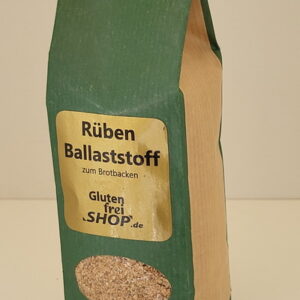 Rüben
Ballaststoff
zum Brotbacken
Gluten
frei
SHOP.de